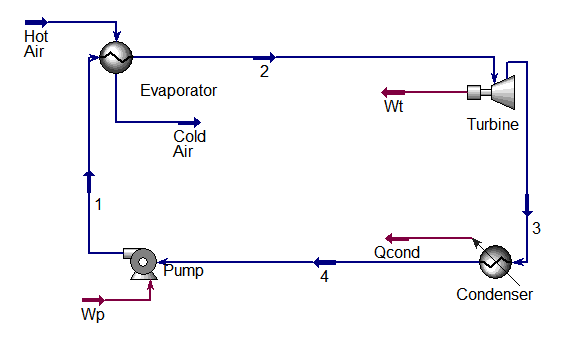 Hot
Air
2
Evaporator
Wt
Turbine
Cold
Air
1
3
Qcond
Pump
4
Condenser
Wp